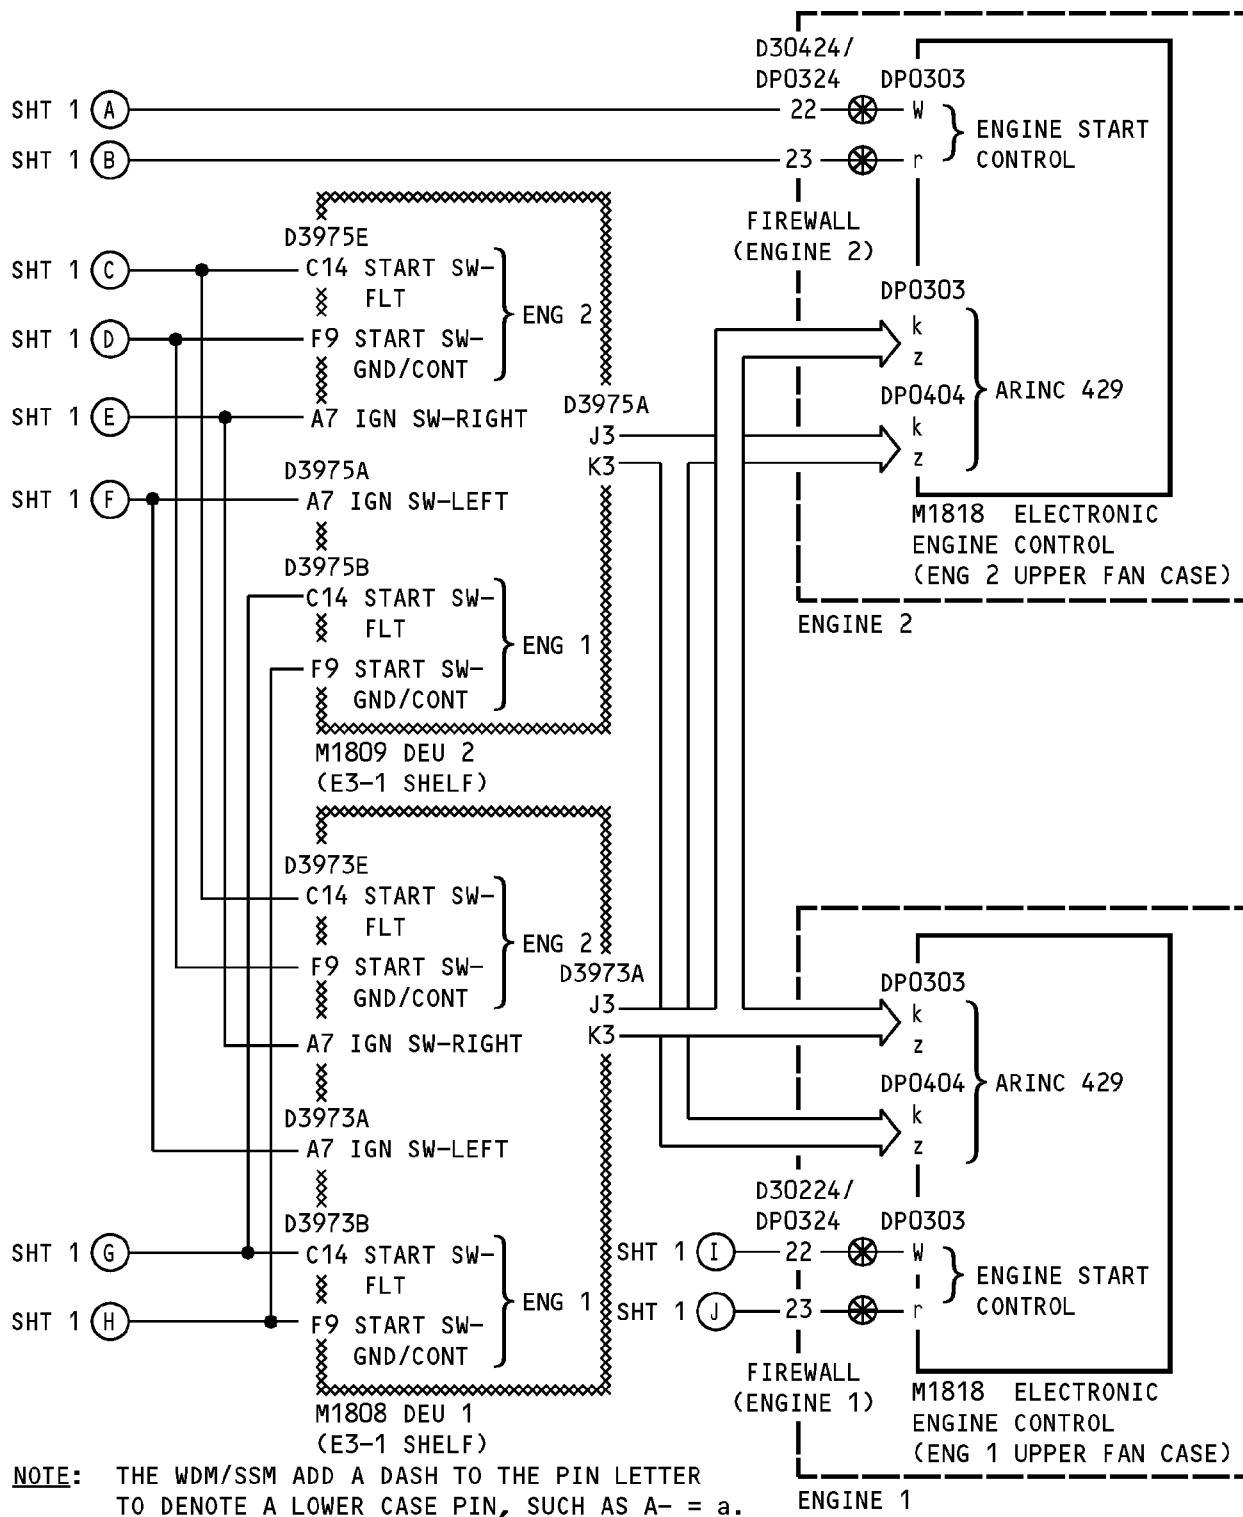 D30424/
DP0324 DP0303
SHT 1 A 22 W
ENGINE START
CONTROL
SHT 1 B 23 r
FIREWALL
(ENGINE 2)
D3975E
SHT 1 C C14 START SW-
FLT
ENG 2
SHT 1 D F9 START SW-
GND/CONT
SHT 1 E A7 IGN SW-RIGHT
D3975A
J3
K3
D3975A
SHT 1 F A7 IGN SW-LEFT
D3975B
C14 START SW-
FLT
ENG 1
F9 START SW-
GND/CONT
M1809 DEU 2
(E3-1 SHELF)
DP0303
k
z
ARINC 429
DP0404
k
z
M1818 ELECTRONIC
ENGINE CONTROL
(ENG 2 UPPER FAN CASE)
ENGINE 2
D3973E
C14 START SW-
FLT
ENG 2
F9 START SW-
GND/CONT
D3973A
J3
K3
A7 IGN SW-RIGHT
D3973A
A7 IGN SW-LEFT
D3973B
SHT 1 G C14 START SW-
FLT
ENG 1
SHT 1 H F9 START SW-
GND/CONT
M1808 DEU 1
(E3-1 SHELF)
DP0303
k
z
ARINC 429
DP0404
k
z
D30224/
DP0324 DP0303
SHT 1 I 22 W
ENGINE START
CONTROL
SHT 1 J 23 r
FIREWALL
(ENGINE 1)
M1818 ELECTRONIC
ENGINE CONTROL
(ENG 1 UPPER FAN CASE)
ENGINE 1
NOTE: THE WDM/SSM ADD A DASH TO THE PIN LETTER
TO DENOTE A LOWER CASE PIN, SUCH AS A- = a.